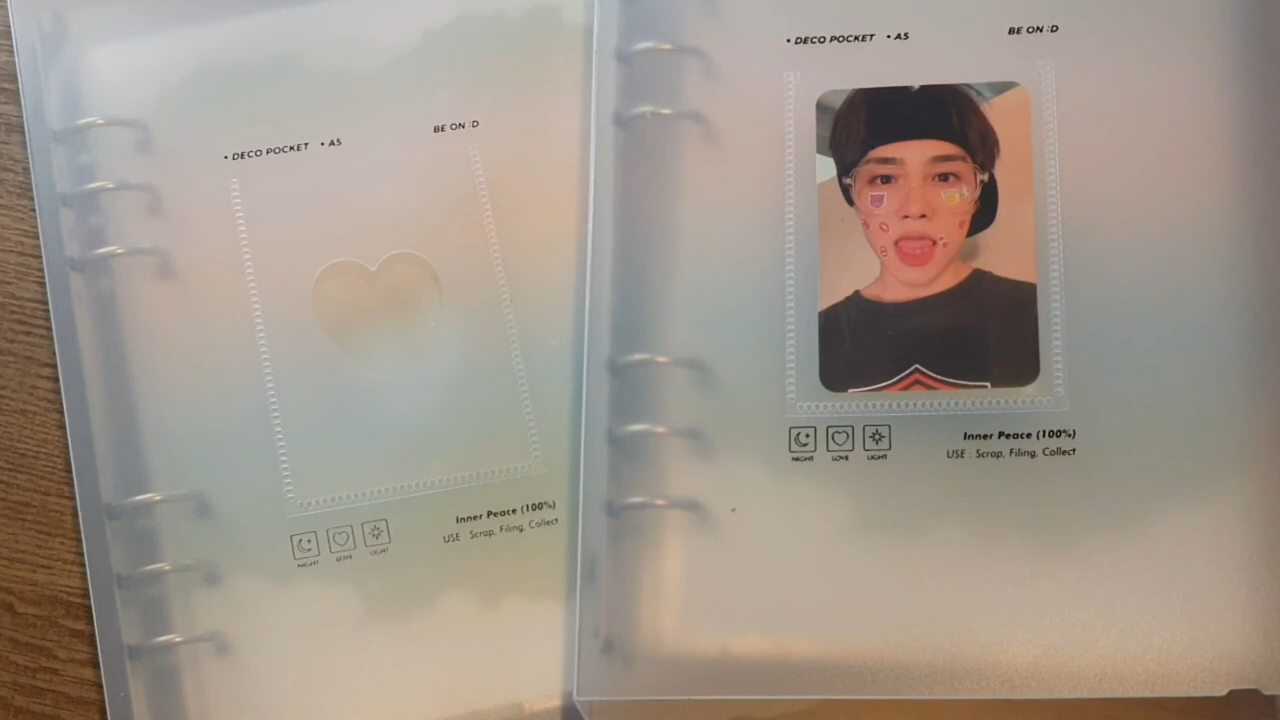 • DECO POCKET • A5 BE ON :D
NIGHT LOVE LIGHT
Inner Peace (100%)
USE : Scrap, Filing, Collect
• DECO POCKET • A5 BE ON :D
NIGHT LOVE LIGHT
Inner Peace (100%)
USE : Scrap, Filing, Collect